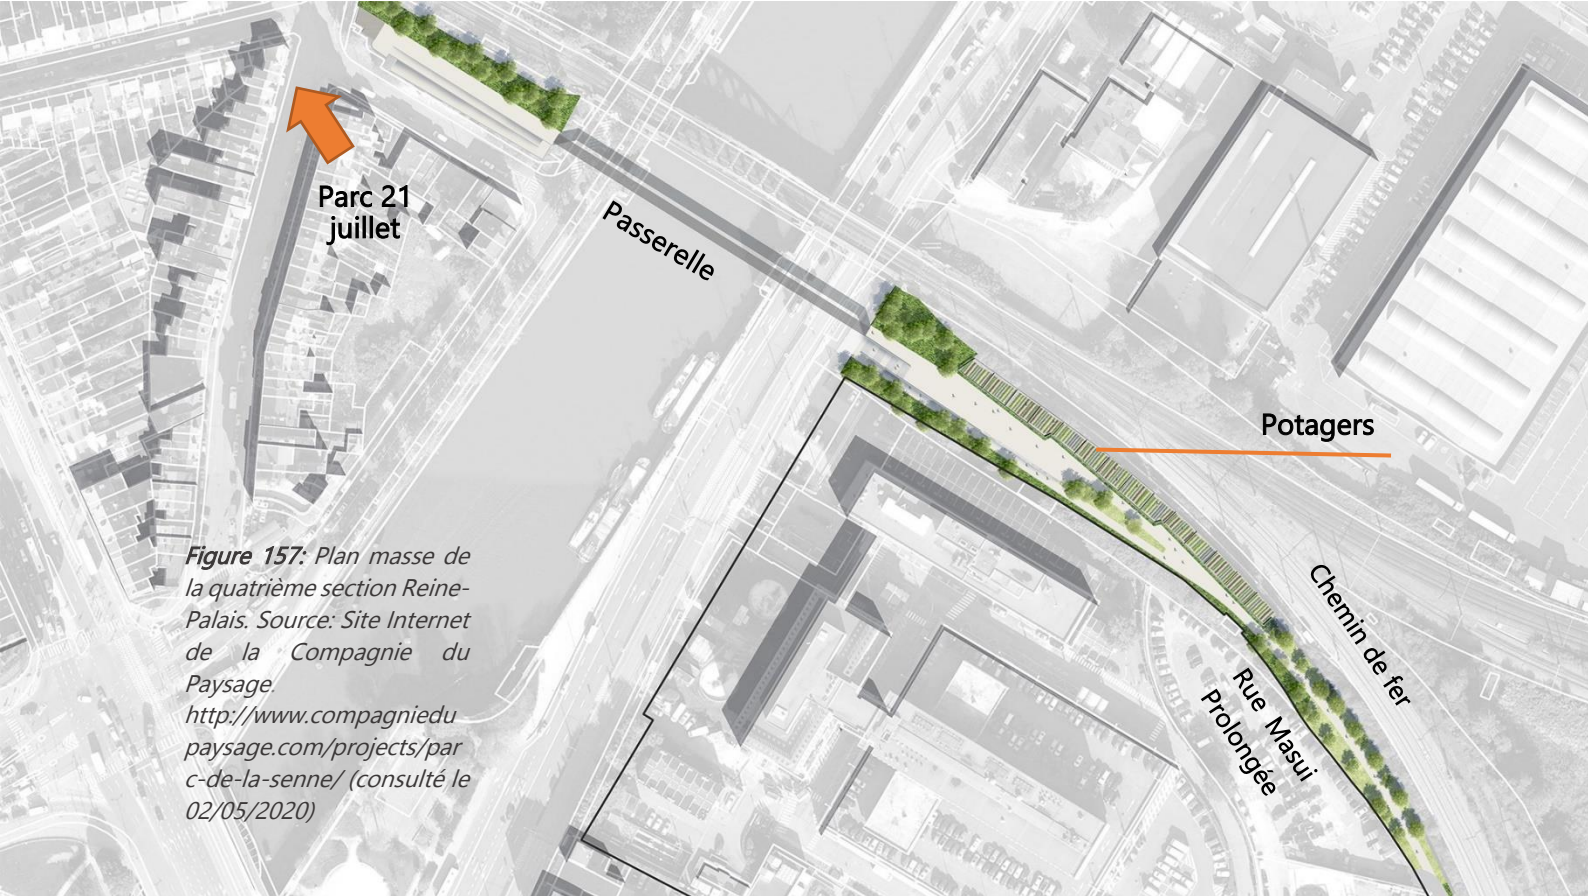 Parc 21
juillet
Passerelle
Potagers
Chemin de fer
Rue Masui
Prolongée
Figure 157: Plan masse de
la quatrième section Reine-
Palais. Source: Site Internet
de la Compagnie du
Paysage.
http://www.compagniedu
paysage.com/projects/par
c-de-la-senne/ (consulté le
02/05/2020)